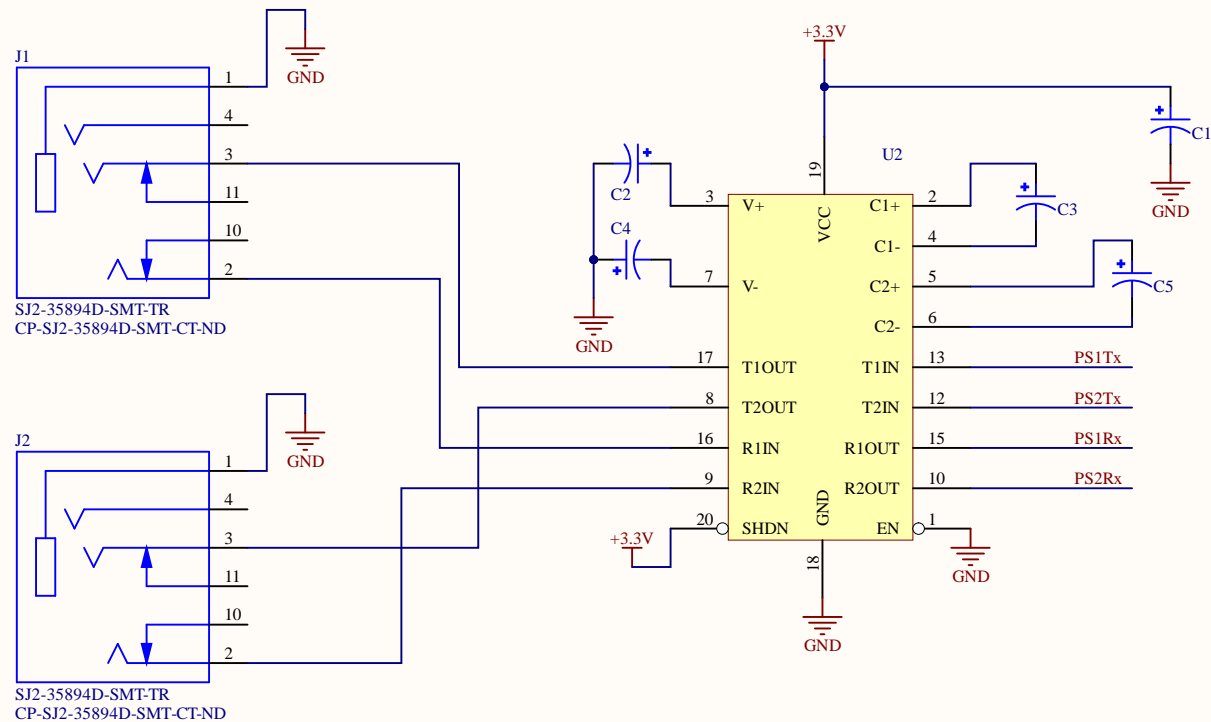 J1
1
4
3
11
10
2
SJ2-35894D-SMT-TR
CP-SJ2-35894D-SMT-CT-ND
GND
J2
1
4
3
11
10
2
SJ2-35894D-SMT-TR
CP-SJ2-35894D-SMT-CT-ND
GND
C2
C4
GND
+3.3V
+3.3V
U2
19
VCC
3 V+
7 V-
17 T1OUT
8 T2OUT
16 R1IN
9 R2IN
20 SHDN
C1+ 2
C1- 4
C2+ 5
C2- 6
T1IN 13 PS1Tx
T2IN 12 PS2Tx
R1OUT 15 PS1Rx
R2OUT 10 PS2Rx
EN 1
GND
18
GND
GND
C3
C5
C1
GND